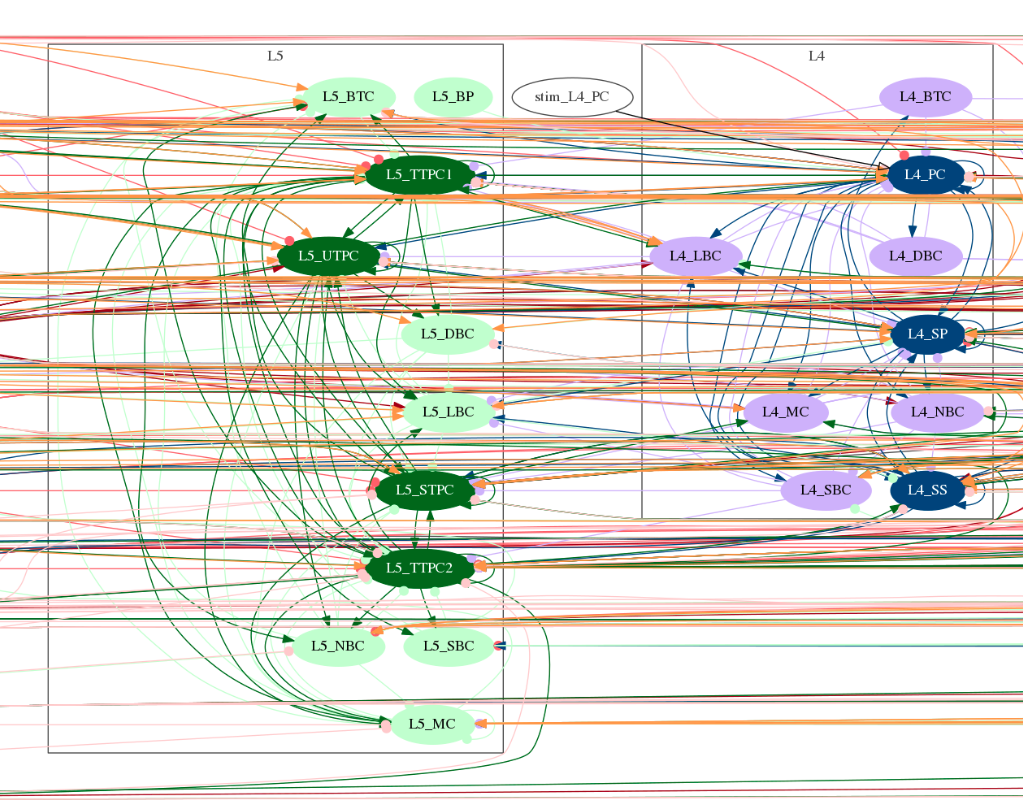 L5
L4
L5_BTC
L5_BP
stim_L4_PC
L4_BTC
L5_TTPC1
L4_PC
L5_UTPC
L4_LBC
L4_DBC
L5_DBC
L4_SP
L5_LBC
L4_MC
L4_NBC
L5_STPC
L4_SBC
L4_SS
L5_TTPC2
L5_NBC
L5_SBC
L5_MC